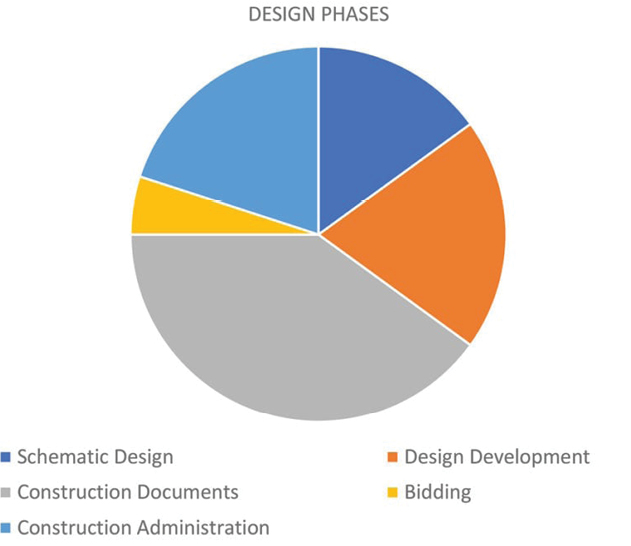 DESIGN PHASES
Schematic Design
Design Development
Construction Documents
Bidding
Construction Administration